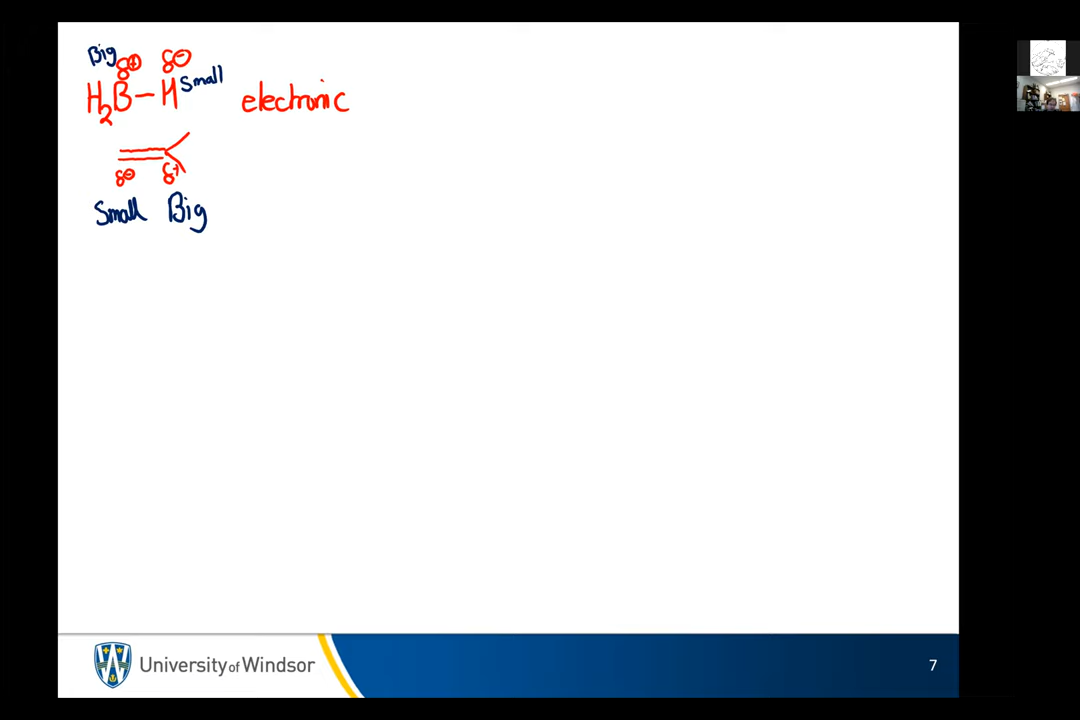 Big δ⊕ δ⊖
H₂B—H Small electronic
δ⊖ δ+
Small Big
University of Windsor
7